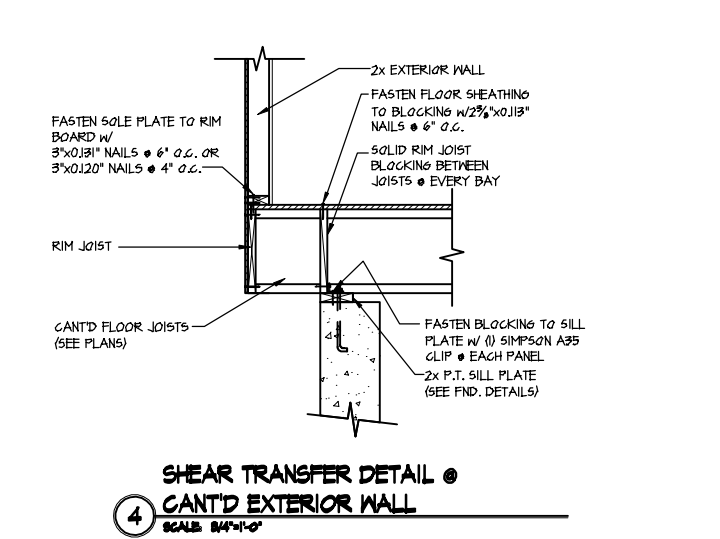 2x EXTERIOR WALL
FASTEN FLOOR SHEATHING
TO BLOCKING W/2⅜"x0.113"
NAILS @ 6" O.C.
FASTEN SOLE PLATE TO RIM
BOARD W/
3"x0.131" NAILS @ 6" O.C. OR
3"x0.120" NAILS @ 4" O.C.
SOLID RIM JOIST
BLOCKING BETWEEN
JOISTS @ EVERY BAY
RIM JOIST
CANT'D FLOOR JOISTS
(SEE PLANS)
FASTEN BLOCKING TO SILL
PLATE W/ (1) SIMPSON A35
CLIP @ EACH PANEL
2x P.T. SILL PLATE
(SEE FND. DETAILS)
SHEAR TRANSFER DETAIL @
CANT'D EXTERIOR WALL
4
SCALE: 3/4"=1'-0"